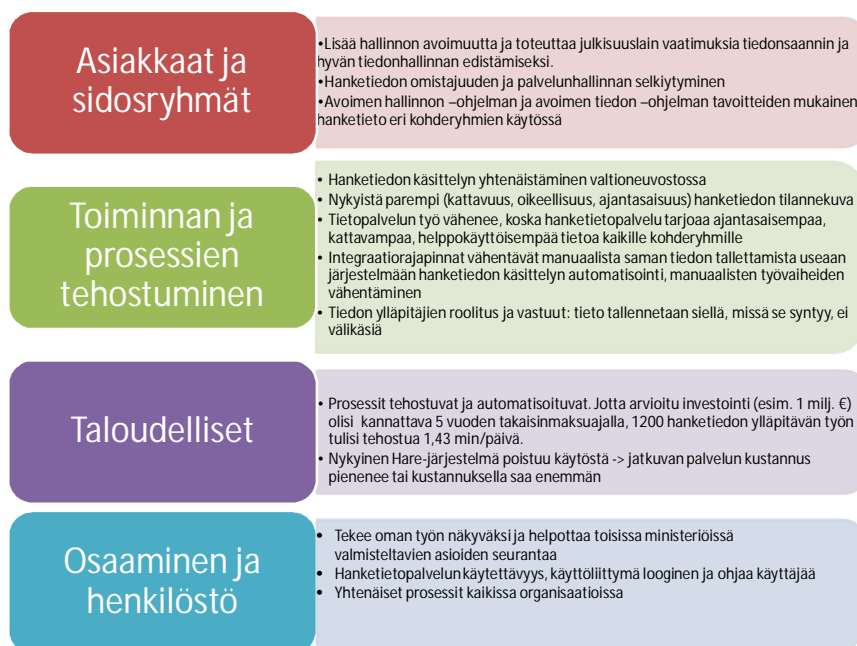 Asiakkaat ja
sidosryhmät
•Lisää hallinnon avoimuutta ja toteuttaa julkisuuslain vaatimuksia tiedonsaannin ja
hyvän tiedonhallinnan edistämiseksi.
•Hanketiedon omistajuuden ja palvelunhallinnan selkiytyminen
•Avoimen hallinnon –ohjelman ja avoimen tiedon –ohjelman tavoitteiden mukainen
hanketieto eri kohderyhmien käytössä
Toiminnan ja
prosessien
tehostuminen
• Hanketiedon käsittelyn yhtenäistäminen valtioneuvostossa
• Nykyistä parempi (kattavuus, oikeellisuus, ajantasaisuus) hanketiedon tilannekuva
• Tietopalvelun työ vähenee, koska hanketietopalvelu tarjoaa ajantasaisempaa,
kattavampaa, helppokäyttöisempää tietoa kaikille kohderyhmille
• Integraatiorajapinnat vähentävät manuaalista saman tiedon tallettamista useaan
järjestelmään hanketiedon käsittelyn automatisointi, manuaalisten työvaiheiden
vähentäminen
• Tiedon ylläpitäjien roolitus ja vastuut: tieto tallennetaan siellä, missä se syntyy, ei
välikäsiä
Taloudelliset
• Prosessit tehostuvat ja automatisoituvat. Jotta arvioitu investointi (esim. 1 milj. €)
olisi kannattava 5 vuoden takaisinmaksuajalla, 1200 hanketiedon ylläpitävän työn
tulisi tehostua 1,43 min/päivä.
• Nykyinen Hare-järjestelmä poistuu käytöstä -> jatkuvan palvelun kustannus
pienenee tai kustannuksella saa enemmän
Osaaminen ja
henkilöstö
• Tekee oman työn näkyväksi ja helpottaa toisissa ministeriöissä
valmisteltavien asioiden seurantaa
• Hanketietopalvelun käytettävyys, käyttöliittymä looginen ja ohjaa käyttäjää
• Yhtenäiset prosessit kaikissa organisaatioissa